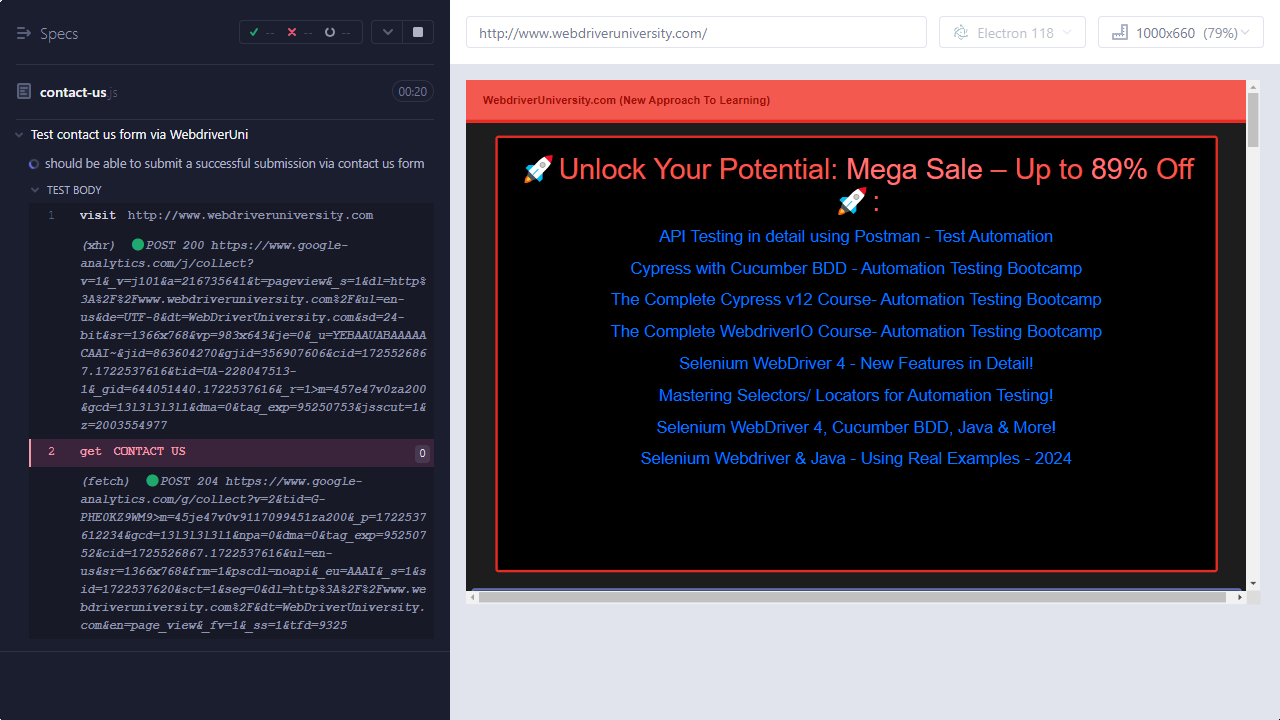 Specs
-- -- --
contact-us.js
00:20
Test contact us form via WebdriverUni
should be able to submit a successful submission via contact us form
TEST BODY
1 visit http://www.webdriveruniversity.com
(xhr) POST 200 https://www.google-
analytics.com/j/collect?
v=1&_v=j101&a=216735641&t=pageview&_s=1&dl=http%
3A%2F%2Fwww.webdriveruniversity.com%2F&ul=en-
us&de=UTF-8&dt=WebDriverUniversity.com&sd=24-
bit&sr=1366x768&vp=983x643&je=0&_u=YEBAAUABAAAAA
CAAI~&jid=863604270&gjid=356907606&cid=172552686
7.1722537616&tid=UA-228047513-
1&_gid=644051440.1722537616&_r=1>m=457e47v0za200
&gcd=13l3l3l3l1&dma=0&tag_exp=95250753&jsscut=1&
z=2003554977
2 get CONTACT US 0
(fetch) POST 204 https://www.google-
analytics.com/g/collect?v=2&tid=G-
PHE0KZ9WM9>m=45je47v0v9117099451za200&_p=1722537
612234&gcd=13l3l3l3l1&npa=0&dma=0&tag_exp=952507
52&cid=1725526867.1722537616&ul=en-
us&sr=1366x768&frm=1&pscdl=noapi&_eu=AAAI&_s=1&s
id=1722537620&sct=1&seg=0&dl=http%3A%2F%2Fwww.we
bdriveruniversity.com%2F&dt=WebDriverUniversity.
com&en=page_view&_fv=1&_ss=1&tfd=9325
http://www.webdriveruniversity.com/
Electron 118
1000x660 (79%)
WebdriverUniversity.com (New Approach To Learning)
🚀 Unlock Your Potential: Mega Sale – Up to 89% Off
🚀 :
API Testing in detail using Postman - Test Automation
Cypress with Cucumber BDD - Automation Testing Bootcamp
The Complete Cypress v12 Course- Automation Testing Bootcamp
The Complete WebdriverIO Course- Automation Testing Bootcamp
Selenium WebDriver 4 - New Features in Detail!
Mastering Selectors/ Locators for Automation Testing!
Selenium WebDriver 4, Cucumber BDD, Java & More!
Selenium Webdriver & Java - Using Real Examples - 2024